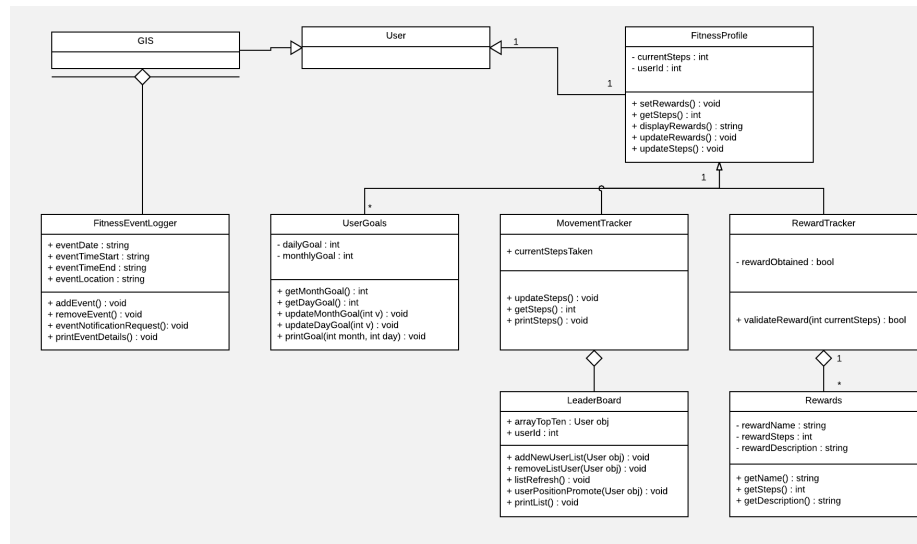 GIS
User
1
FitnessProfile
- currentSteps : int
- userId : int
1
+ setRewards() : void
+ getSteps() : int
+ displayRewards() : string
+ updateRewards() : void
+ updateSteps() : void
1
*
FitnessEventLogger
+ eventDate : string
+ eventTimeStart : string
+ eventTimeEnd : string
+ eventLocation : string
+ addEvent() : void
+ removeEvent() : void
+ eventNotificationRequest(): void
+ printEventDetails() : void
UserGoals
- dailyGoal : int
- monthlyGoal : int
+ getMonthGoal() : int
+ getDayGoal() : int
+ updateMonthGoal(int v) : void
+ updateDayGoal(int v) : void
+ printGoal(int month, int day) : void
MovementTracker
+ currentStepsTaken
+ updateSteps() : void
+ getSteps() : int
+ printSteps() : void
RewardTracker
- rewardObtained : bool
+ validateReward(int currentSteps) : bool
1
*
LeaderBoard
+ arrayTopTen : User obj
+ userId : int
+ addNewUserList(User obj) : void
+ removeListUser(User obj) : void
+ listRefresh() : void
+ userPositionPromote(User obj) : void
+ printList() : void
Rewards
- rewardName : string
- rewardSteps : int
- rewardDescription : string
+ getName() : string
+ getSteps() : int
+ getDescription() : string